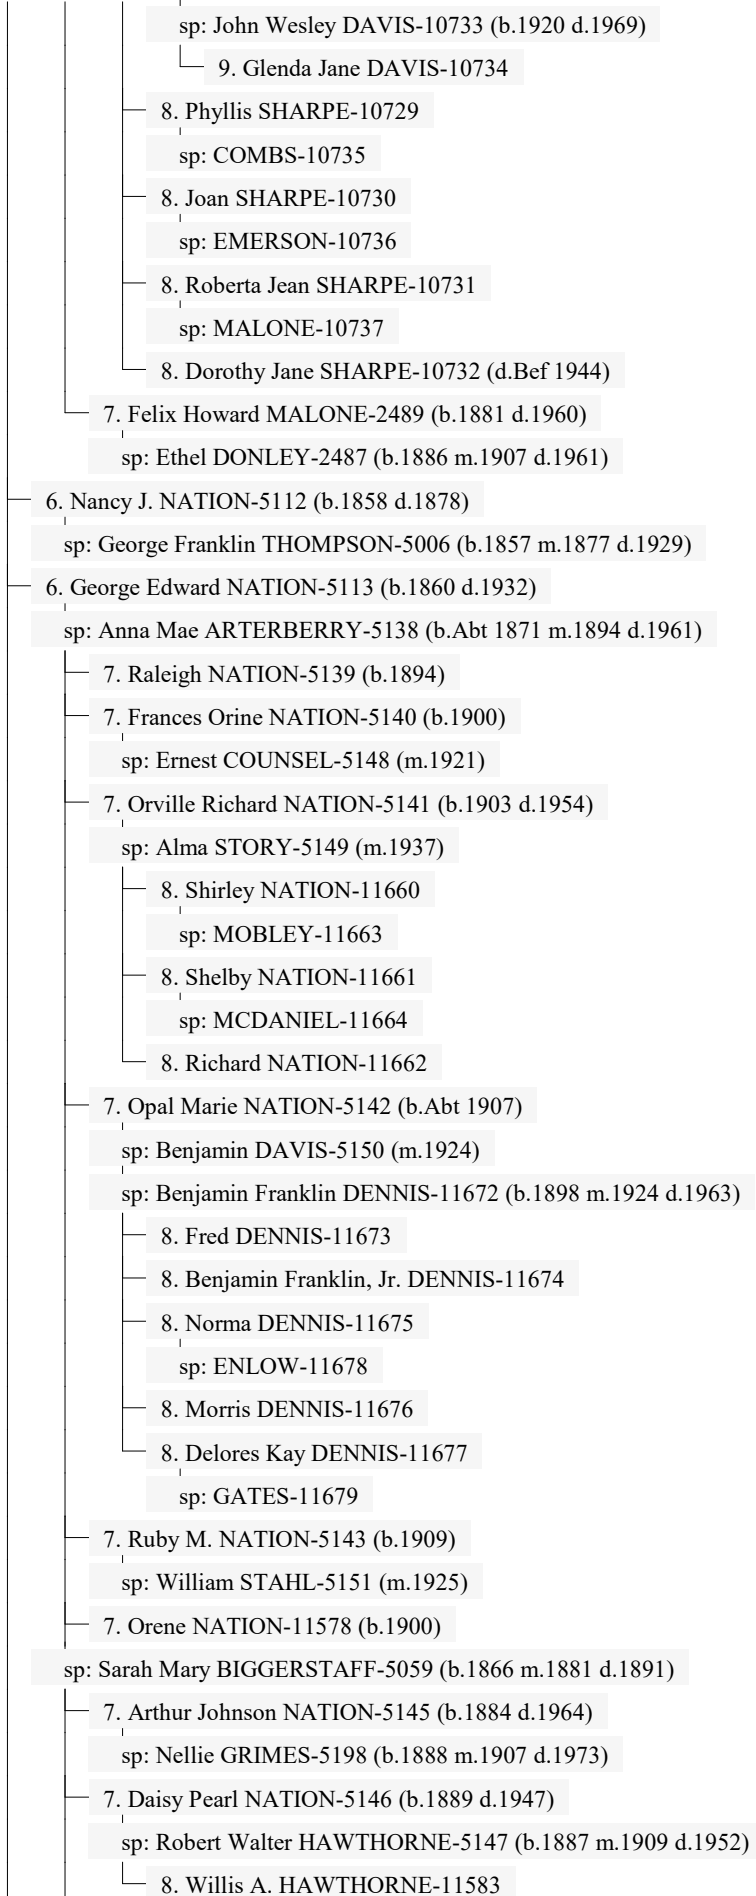 sp: John Wesley DAVIS-10733 (b.1920 d.1969)
9. Glenda Jane DAVIS-10734
8. Phyllis SHARPE-10729
sp: COMBS-10735
8. Joan SHARPE-10730
sp: EMERSON-10736
8. Roberta Jean SHARPE-10731
sp: MALONE-10737
8. Dorothy Jane SHARPE-10732 (d.Bef 1944)
7. Felix Howard MALONE-2489 (b.1881 d.1960)
sp: Ethel DONLEY-2487 (b.1886 m.1907 d.1961)
6. Nancy J. NATION-5112 (b.1858 d.1878)
sp: George Franklin THOMPSON-5006 (b.1857 m.1877 d.1929)
6. George Edward NATION-5113 (b.1860 d.1932)
sp: Anna Mae ARTERBERRY-5138 (b.Abt 1871 m.1894 d.1961)
7. Raleigh NATION-5139 (b.1894)
7. Frances Orine NATION-5140 (b.1900)
sp: Ernest COUNSEL-5148 (m.1921)
7. Orville Richard NATION-5141 (b.1903 d.1954)
sp: Alma STORY-5149 (m.1937)
8. Shirley NATION-11660
sp: MOBLEY-11663
8. Shelby NATION-11661
sp: MCDANIEL-11664
8. Richard NATION-11662
7. Opal Marie NATION-5142 (b.Abt 1907)
sp: Benjamin DAVIS-5150 (m.1924)
sp: Benjamin Franklin DENNIS-11672 (b.1898 m.1924 d.1963)
8. Fred DENNIS-11673
8. Benjamin Franklin, Jr. DENNIS-11674
8. Norma DENNIS-11675
sp: ENLOW-11678
8. Morris DENNIS-11676
8. Delores Kay DENNIS-11677
sp: GATES-11679
7. Ruby M. NATION-5143 (b.1909)
sp: William STAHL-5151 (m.1925)
7. Orene NATION-11578 (b.1900)
sp: Sarah Mary BIGGERSTAFF-5059 (b.1866 m.1881 d.1891)
7. Arthur Johnson NATION-5145 (b.1884 d.1964)
sp: Nellie GRIMES-5198 (b.1888 m.1907 d.1973)
7. Daisy Pearl NATION-5146 (b.1889 d.1947)
sp: Robert Walter HAWTHORNE-5147 (b.1887 m.1909 d.1952)
8. Willis A. HAWTHORNE-11583